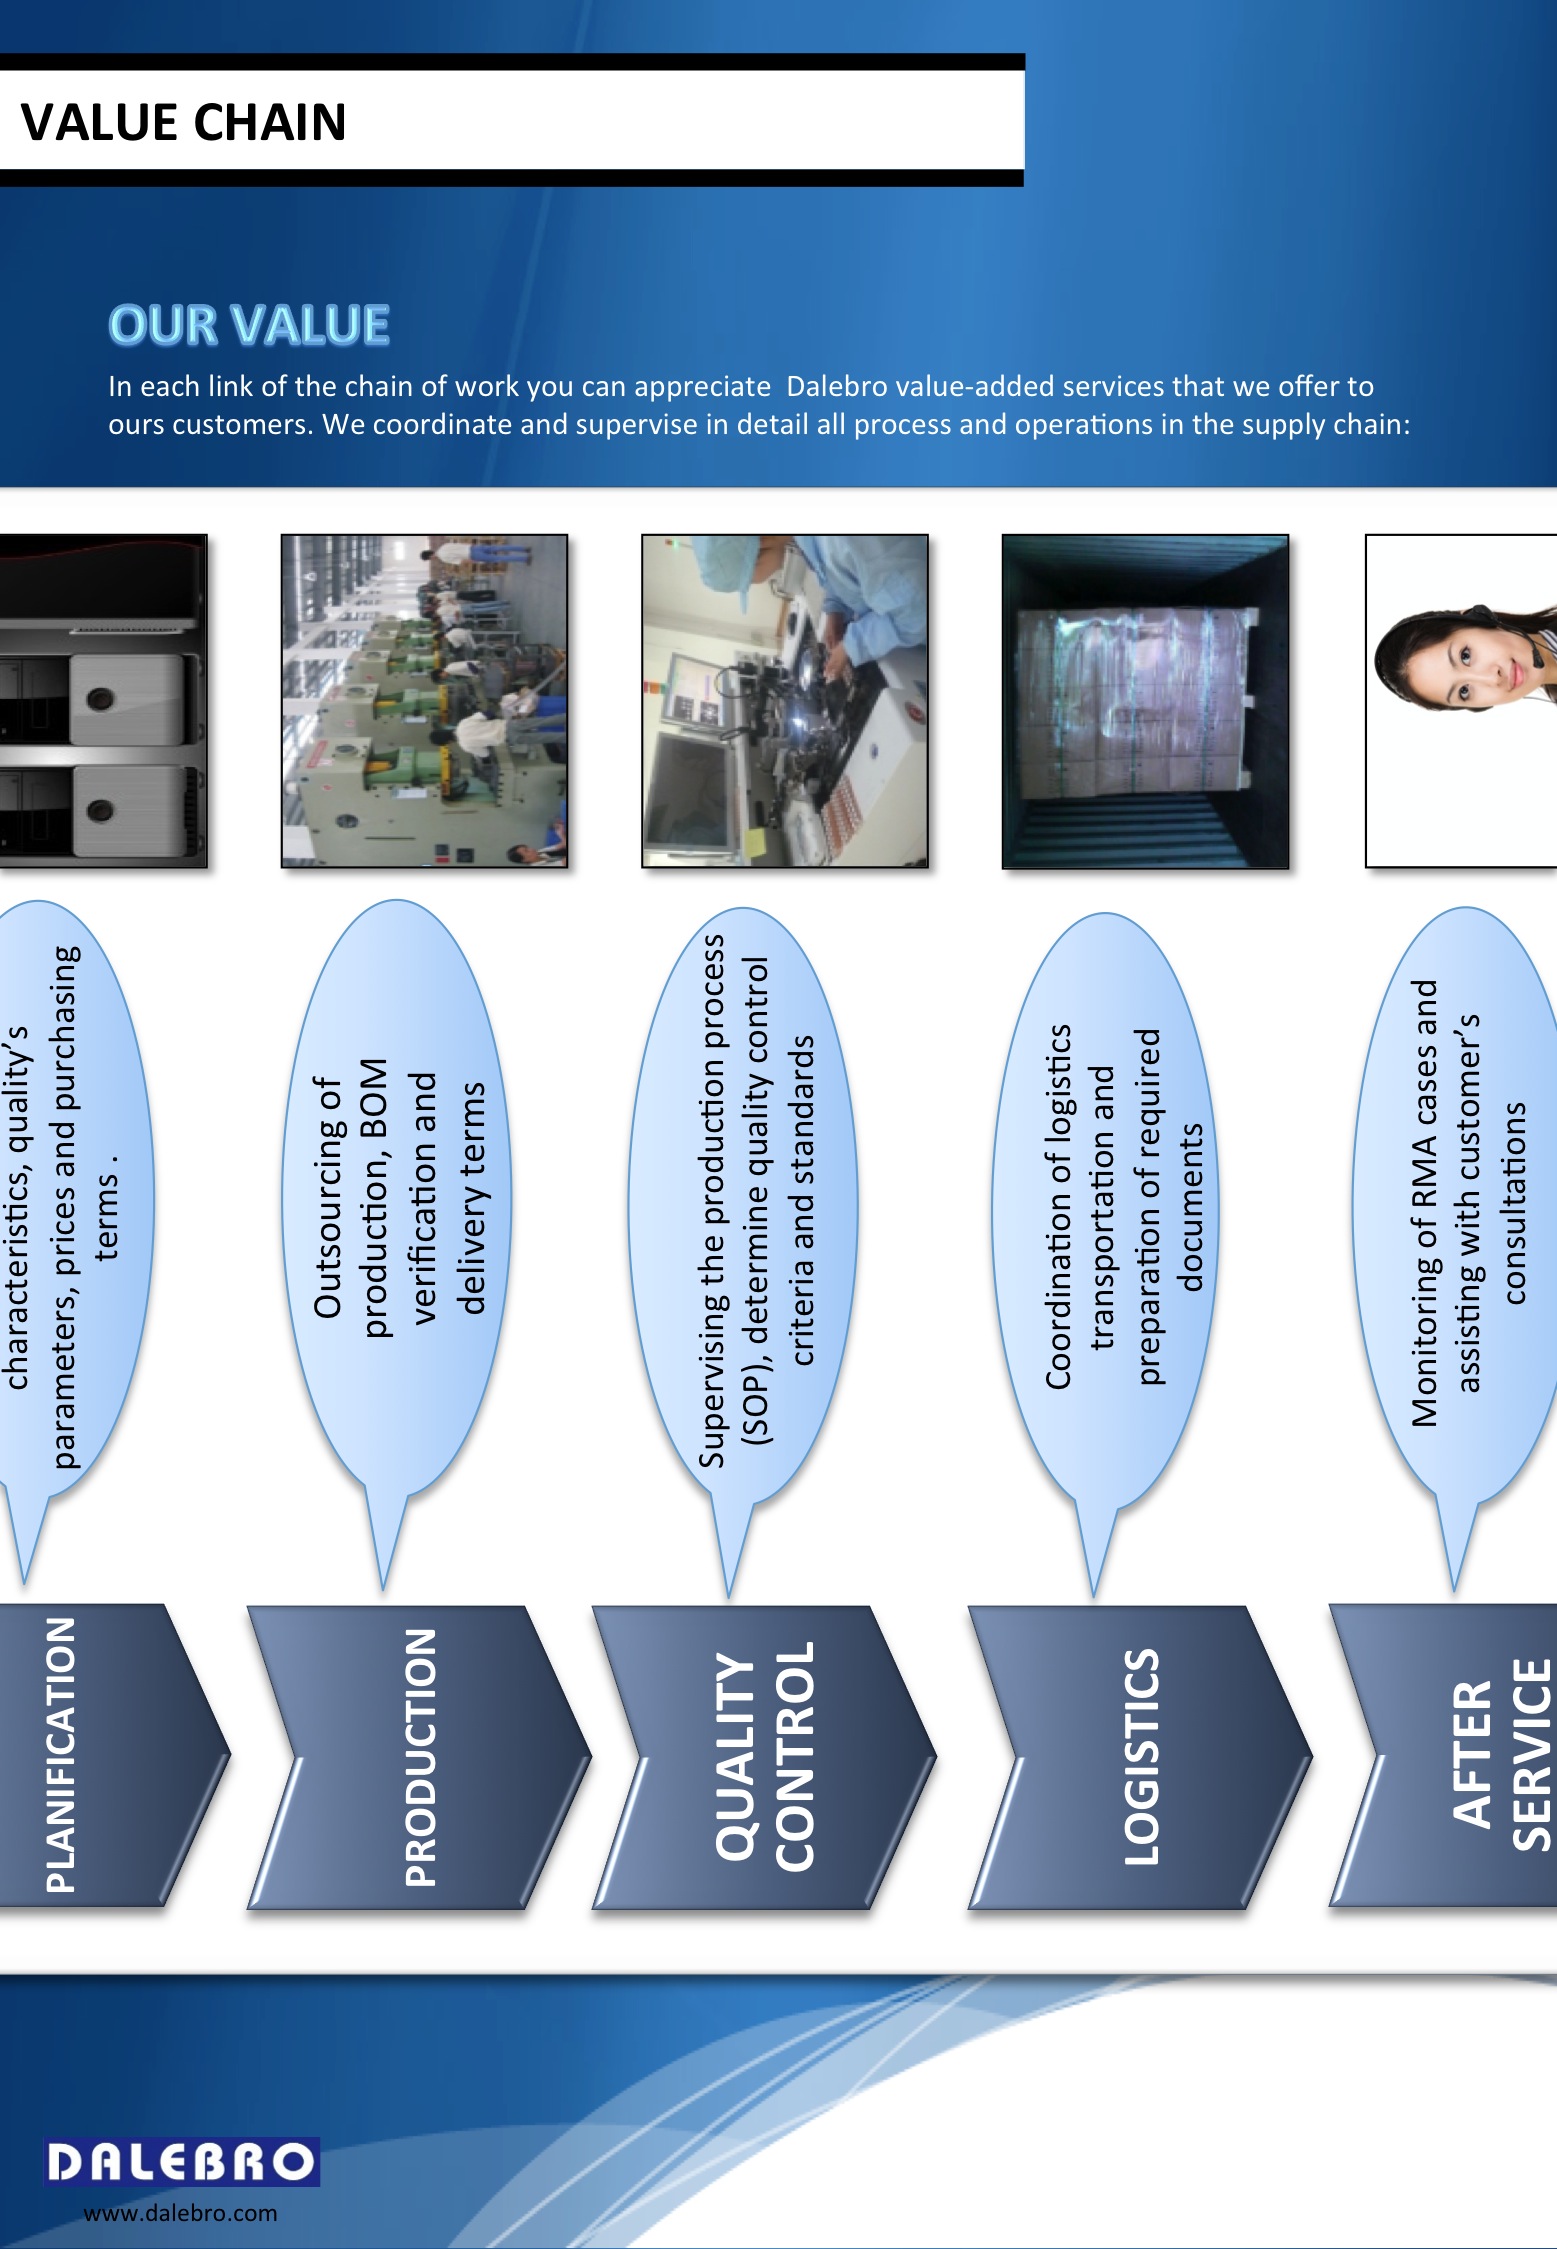 VALUE CHAIN
OUR VALUE
In each link of the chain of work you can appreciate  Dalebro value-added services that we offer to
ours customers. We coordinate and supervise in detail all process and operations in the supply chain:
characteristics, quality’s
parameters, prices and purchasing
terms .
Outsourcing of
production, BOM
verification and
delivery terms
Supervising the production process
(SOP), determine quality control
criteria and standards
Coordination of logistics
transportation and
preparation of required
documents
Monitoring of RMA cases and
assisting with customer’s
consultations
PLANIFICATION
PRODUCTION
QUALITY
CONTROL
LOGISTICS
AFTER
SERVICE
DALEBRO
www.dalebro.com